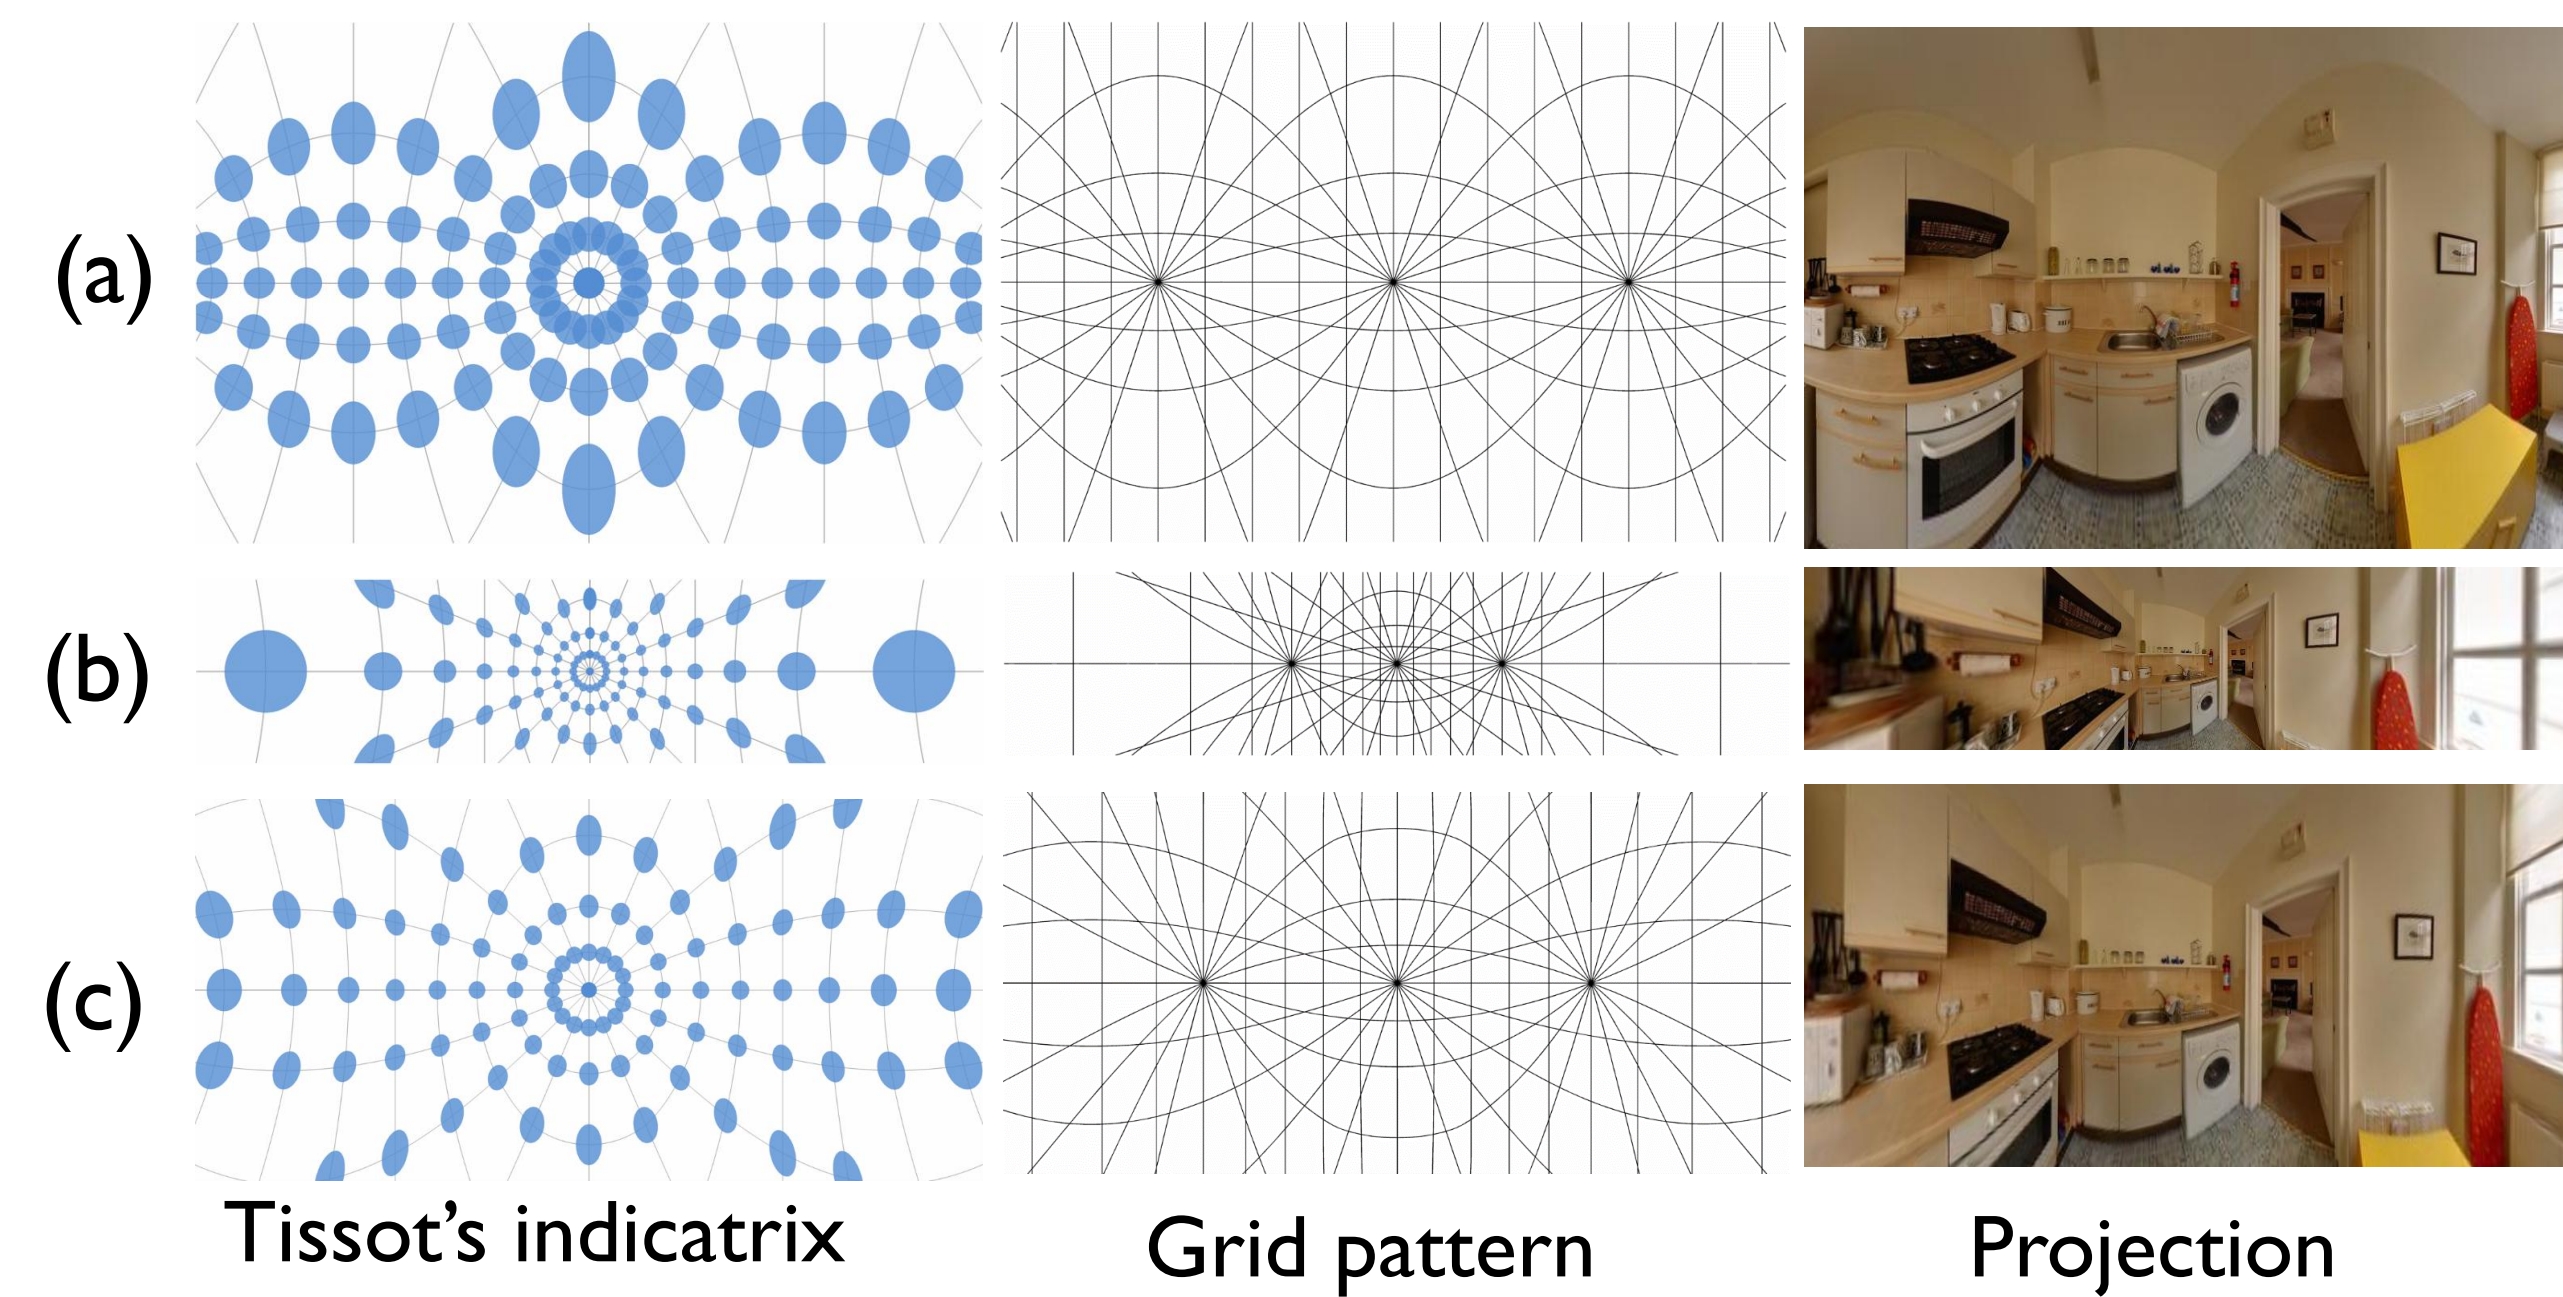 (a)
(b)
(c)
Tissot’s indicatrix
Grid pattern
Projection